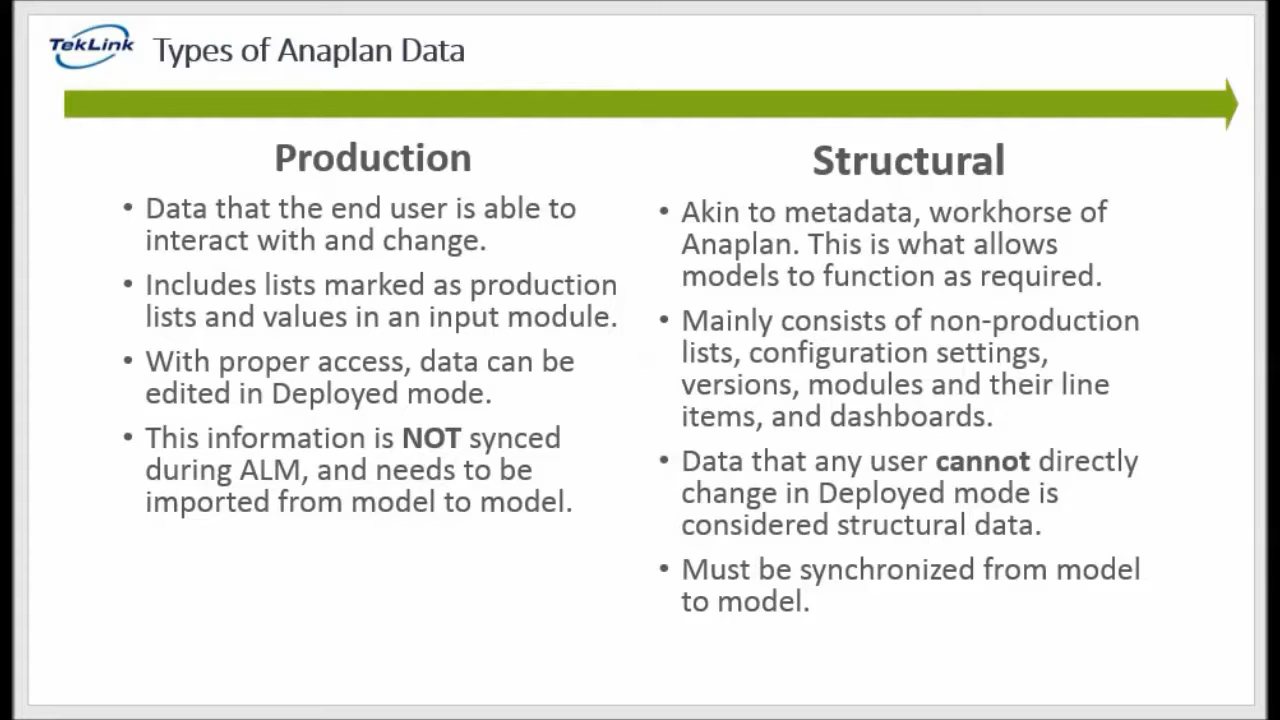 TekLink
Types of Anaplan Data
Production
• Data that the end user is able to
interact with and change.
• Includes lists marked as production
lists and values in an input module.
• With proper access, data can be
edited in Deployed mode.
• This information is NOT synced
during ALM, and needs to be
imported from model to model.
Structural
• Akin to metadata, workhorse of
Anaplan. This is what allows
models to function as required.
• Mainly consists of non-production
lists, configuration settings,
versions, modules and their line
items, and dashboards.
• Data that any user cannot directly
change in Deployed mode is
considered structural data.
• Must be synchronized from model
to model.